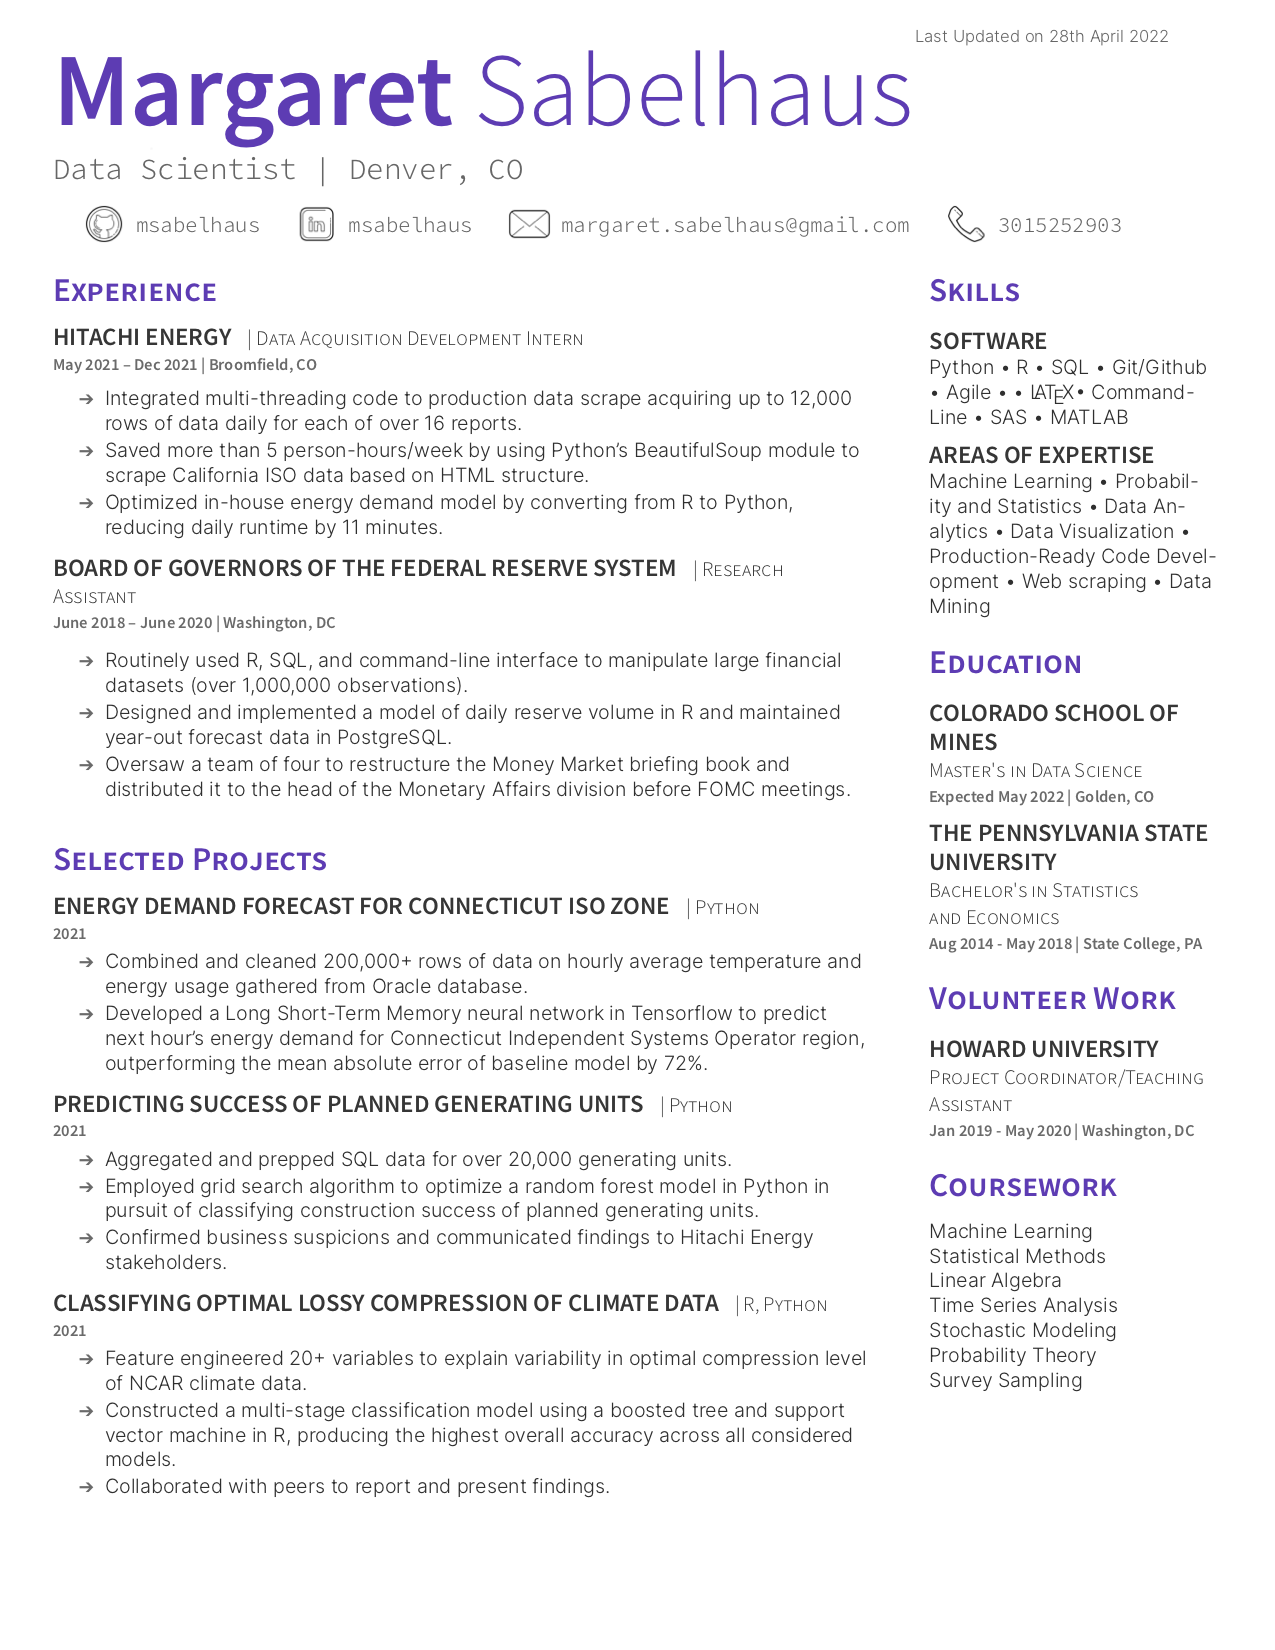 Last Updated on 28th April 2022
Margaret Sabelhaus
Data Scientist | Denver, CO
msabelhaus msabelhaus margaret.sabelhaus@gmail.com 3015252903
Experience
HITACHI ENERGY | Data Acquisition Development Intern
May 2021 – Dec 2021 | Broomfield, CO
➔ Integrated multi-threading code to production data scrape acquiring up to 12,000
rows of data daily for each of over 16 reports.
➔ Saved more than 5 person-hours/week by using Python’s BeautifulSoup module to
scrape California ISO data based on HTML structure.
➔ Optimized in-house energy demand model by converting from R to Python,
reducing daily runtime by 11 minutes.
BOARD OF GOVERNORS OF THE FEDERAL RESERVE SYSTEM | Research
Assistant
June 2018 – June 2020 | Washington, DC
➔ Routinely used R, SQL, and command-line interface to manipulate large financial
datasets (over 1,000,000 observations).
➔ Designed and implemented a model of daily reserve volume in R and maintained
year-out forecast data in PostgreSQL.
➔ Oversaw a team of four to restructure the Money Market briefing book and
distributed it to the head of the Monetary Affairs division before FOMC meetings.
Selected Projects
ENERGY DEMAND FORECAST FOR CONNECTICUT ISO ZONE | Python
2021
➔ Combined and cleaned 200,000+ rows of data on hourly average temperature and
energy usage gathered from Oracle database.
➔ Developed a Long Short-Term Memory neural network in Tensorflow to predict
next hour’s energy demand for Connecticut Independent Systems Operator region,
outperforming the mean absolute error of baseline model by 72%.
PREDICTING SUCCESS OF PLANNED GENERATING UNITS | Python
2021
➔ Aggregated and prepped SQL data for over 20,000 generating units.
➔ Employed grid search algorithm to optimize a random forest model in Python in
pursuit of classifying construction success of planned generating units.
➔ Confirmed business suspicions and communicated findings to Hitachi Energy
stakeholders.
CLASSIFYING OPTIMAL LOSSY COMPRESSION OF CLIMATE DATA | R, Python
2021
➔ Feature engineered 20+ variables to explain variability in optimal compression level
of NCAR climate data.
➔ Constructed a multi-stage classification model using a boosted tree and support
vector machine in R, producing the highest overall accuracy across all considered
models.
➔ Collaborated with peers to report and present findings.
Skills
SOFTWARE
Python • R • SQL • Git/Github
• Agile • • LATEX • Command-
Line • SAS • MATLAB
AREAS OF EXPERTISE
Machine Learning • Probabil-
ity and Statistics • Data An-
alytics • Data Visualization •
Production-Ready Code Devel-
opment • Web scraping • Data
Mining
Education
COLORADO SCHOOL OF
MINES
Master's in Data Science
Expected May 2022 | Golden, CO
THE PENNSYLVANIA STATE
UNIVERSITY
Bachelor's in Statistics
and Economics
Aug 2014 - May 2018 | State College, PA
Volunteer Work
HOWARD UNIVERSITY
Project Coordinator/Teaching
Assistant
Jan 2019 - May 2020 | Washington, DC
Coursework
Machine Learning
Statistical Methods
Linear Algebra
Time Series Analysis
Stochastic Modeling
Probability Theory
Survey Sampling